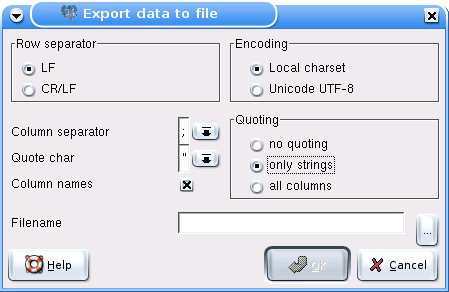 Export data to file
Row separator
LF
CR/LF
Encoding
Local charset
Unicode UTF-8
Column separator ;
Quote char "
Column names
Quoting
no quoting
only strings
all columns
Filename
...
Help
OK
Cancel